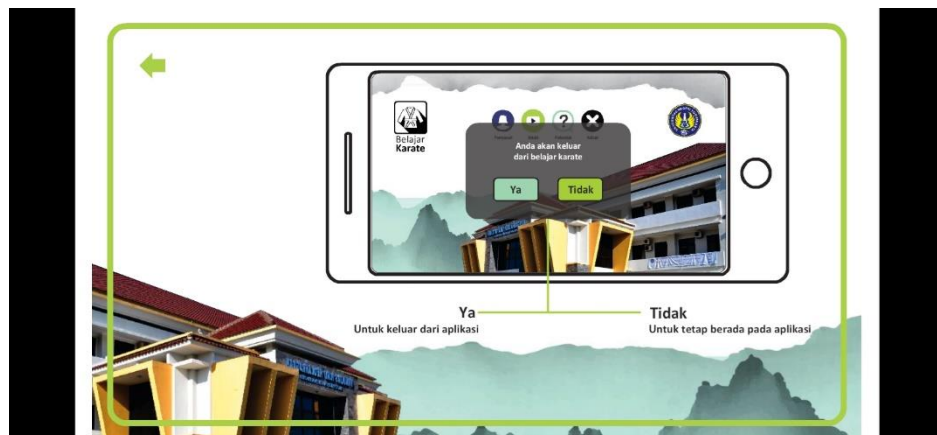 Belajar
Karate
?
Anda akan keluar
dari belajar karate
Ya
Tidak
Ya
Untuk keluar dari aplikasi
Tidak
Untuk tetap berada pada aplikasi